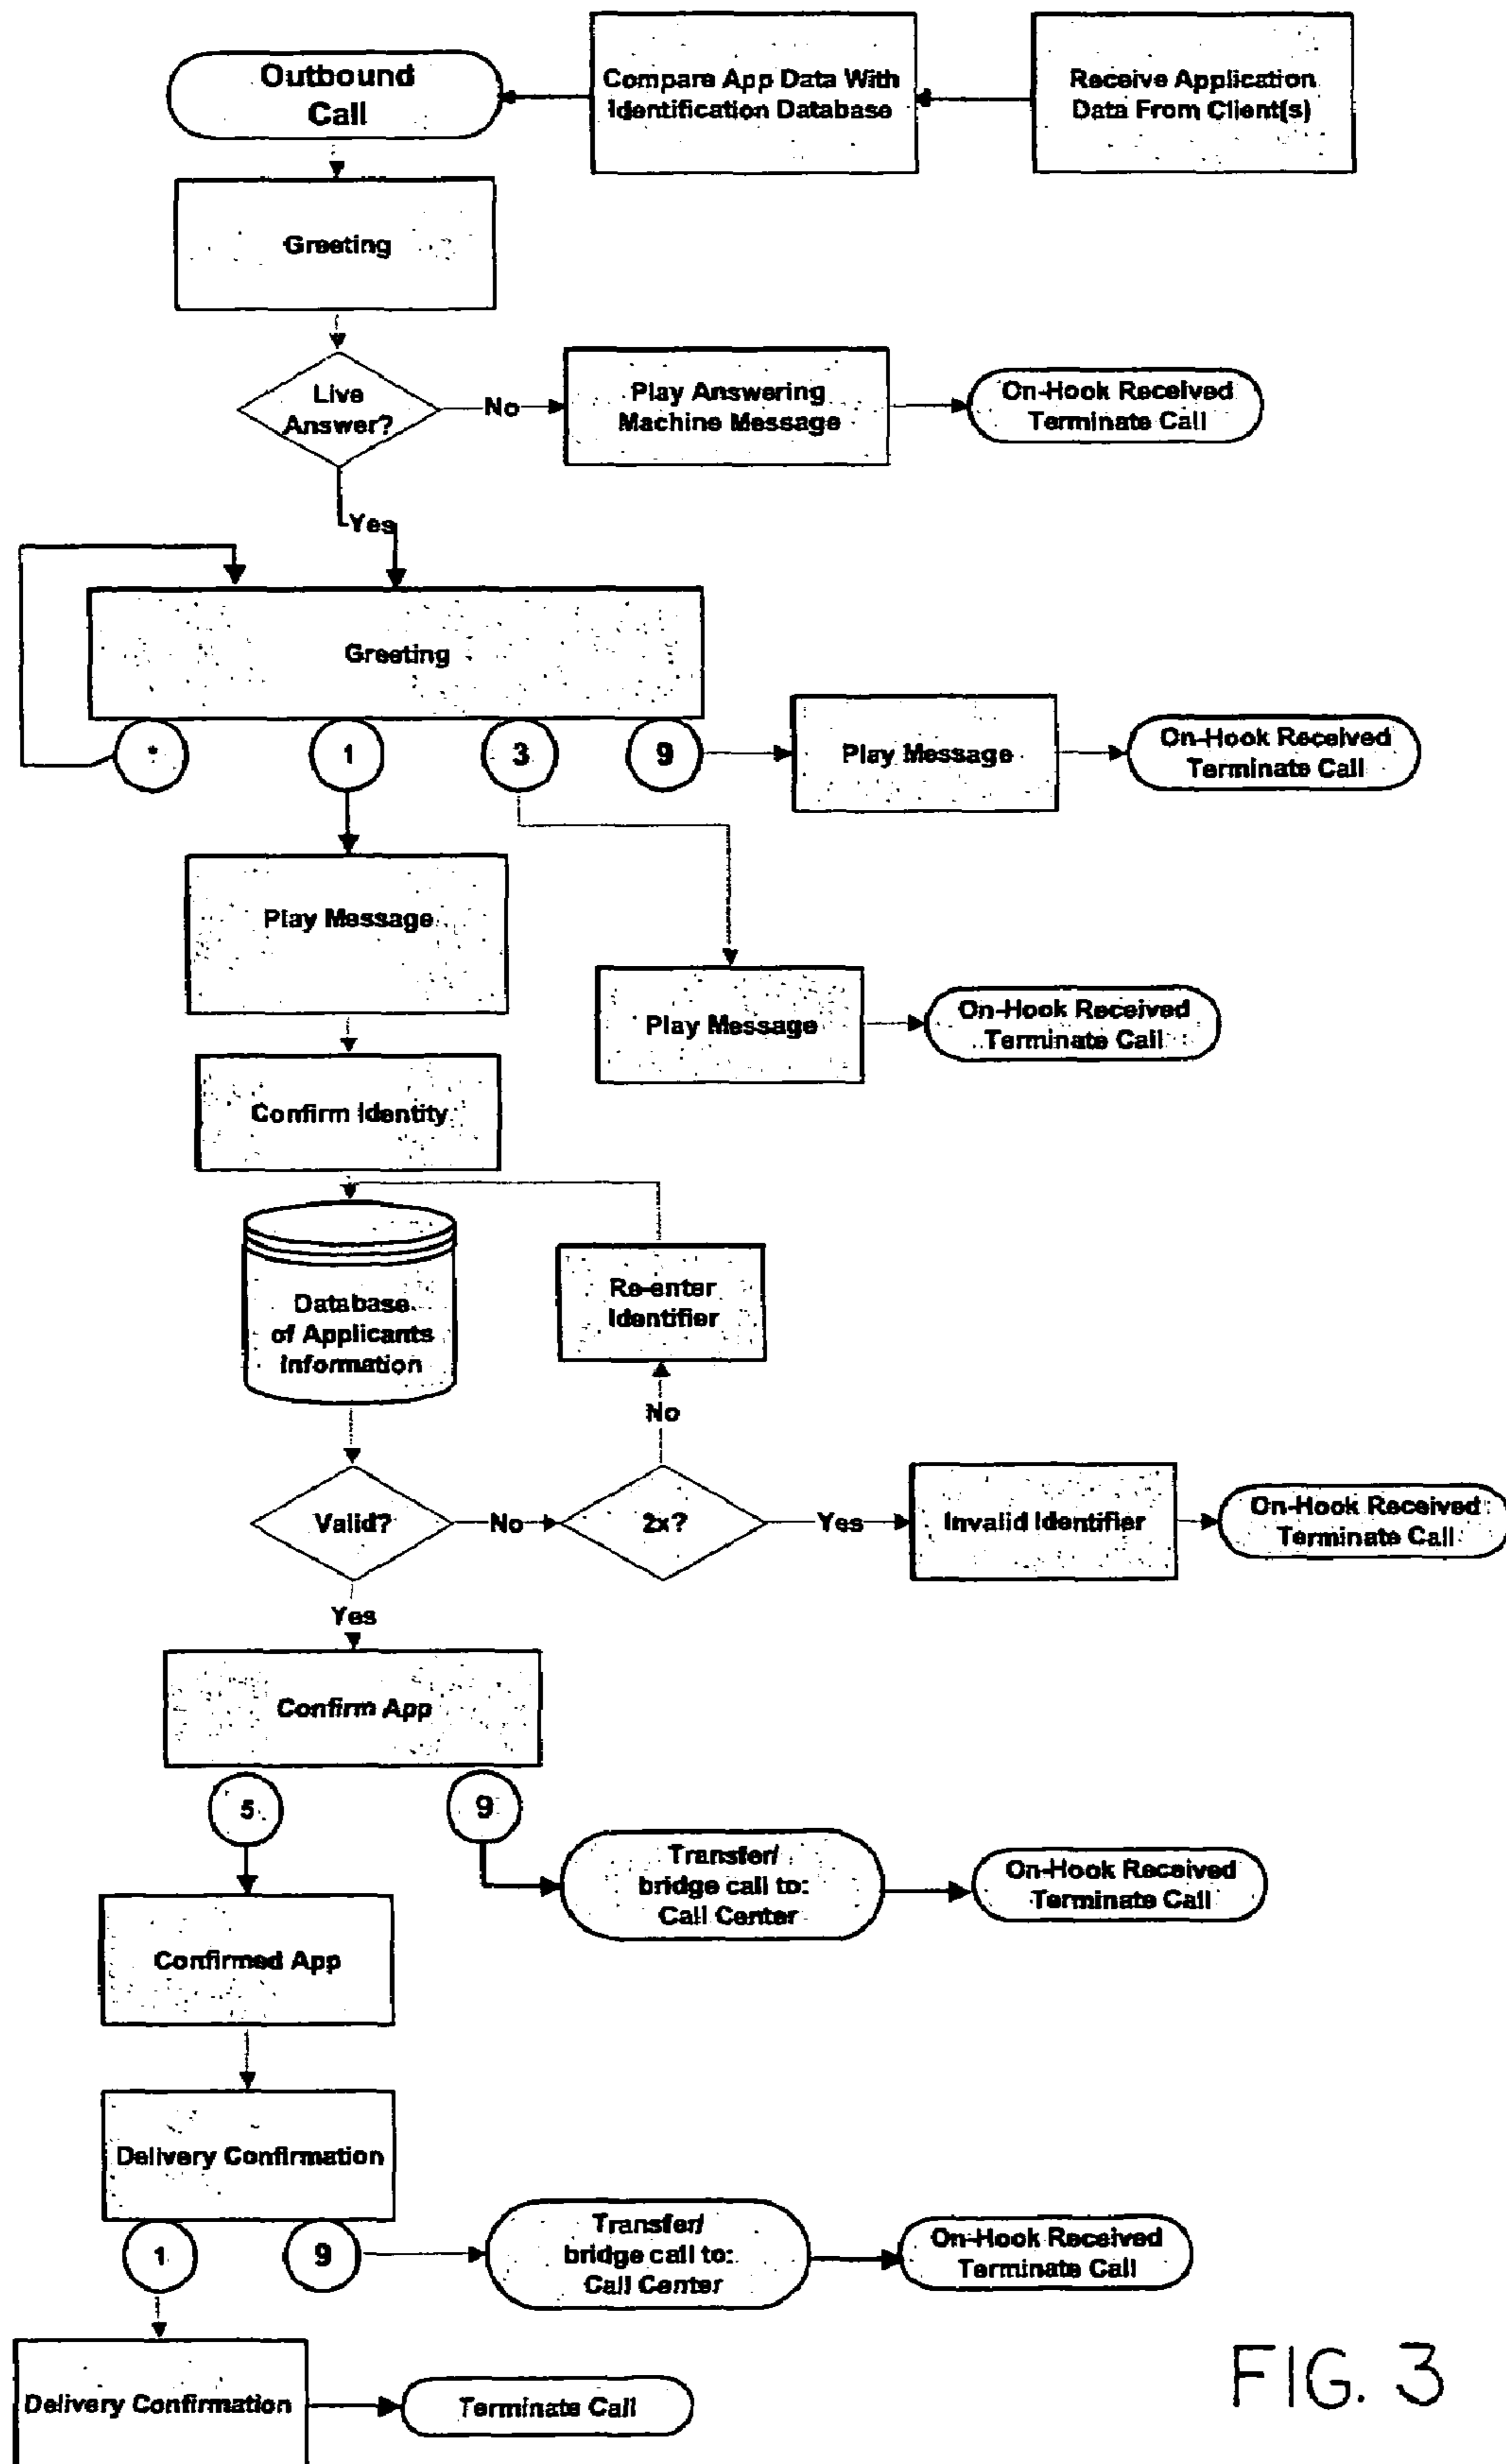 Outbound
Call
Compare App Data With
Identification Database
Receive Application
Data From Client(s)
Greeting
Live
Answer?
No
Play Answering
Machine Message
On-Hook Received
Terminate Call
Yes
Greeting
*
1
3
9
Play Message
On-Hook Received
Terminate Call
Play Message
Play Message
On-Hook Received
Terminate Call
Confirm Identity
Database
of Applicants
Information
Re-enter
Identifier
No
Valid?
No
2x?
Yes
Invalid Identifier
On-Hook Received
Terminate Call
Yes
Confirm App
5
9
Transfer/
bridge call to:
Call Center
On-Hook Received
Terminate Call
Confirmed App
Delivery Confirmation
1
9
Transfer/
bridge call to:
Call Center
On-Hook Received
Terminate Call
Delivery Confirmation
Terminate Call
FIG. 3